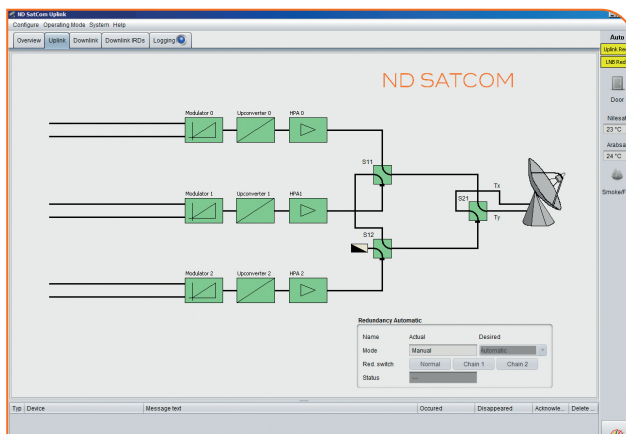 ND SatCom Uplink
Configure Operating Mode System Help
Overview Uplink Downlink Downlink IRDs Logging
Auto
Uplink Re
LNB Red
ND SATCOM
Door
Modulator 0 Upconverter 0 HPA 0
Nilesat
23 °C
Arabsa
24 °C
S11
Smoke/F
Modulator 1 Upconverter 1 HPA1
Tx
S21
Ty
S12
Modulator 2 Upconverter 2 HPA 2
Redundancy Automatic
Name Actual Desired
Mode Manual Automatic
Red. switch Normal Chain 1 Chain 2
Status ---
Typ Device Message text Occured Disappeared Acknowle... Delete ...